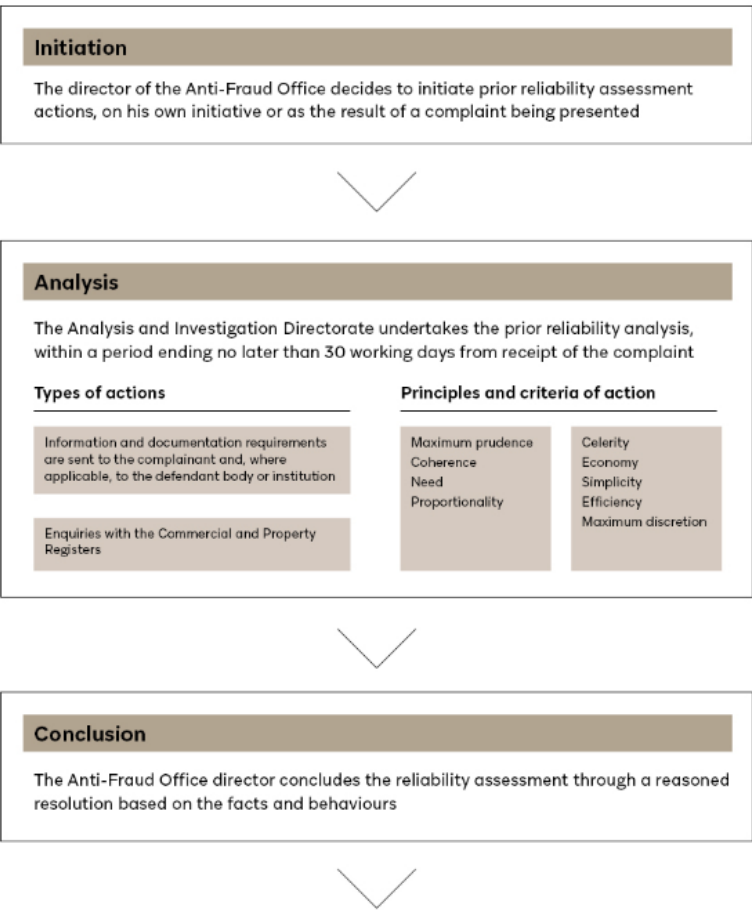 Initiation
The director of the Anti-Fraud Office decides to initiate prior reliability assessment
actions, on his own initiative or as the result of a complaint being presented
Analysis
The Analysis and Investigation Directorate undertakes the prior reliability analysis,
within a period ending no later than 30 working days from receipt of the complaint
Types of actions
Information and documentation requirements
are sent to the complainant and, where
applicable, to the defendant body or institution
Enquiries with the Commercial and Property
Registers
Principles and criteria of action
Maximum prudence
Coherence
Need
Proportionality
Celerity
Economy
Simplicity
Efficiency
Maximum discretion
Conclusion
The Anti-Fraud Office director concludes the reliability assessment through a reasoned
resolution based on the facts and behaviours